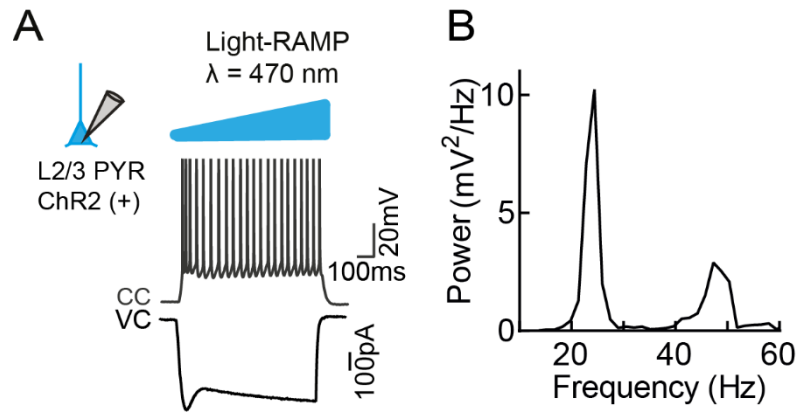 A
Light-RAMP
λ = 470 nm
L2/3 PYR
ChR2 (+)
20mV
100ms
CC
VC
100pA
B
Power (mV²/Hz)
10
5
0
20
40
60
Frequency (Hz)